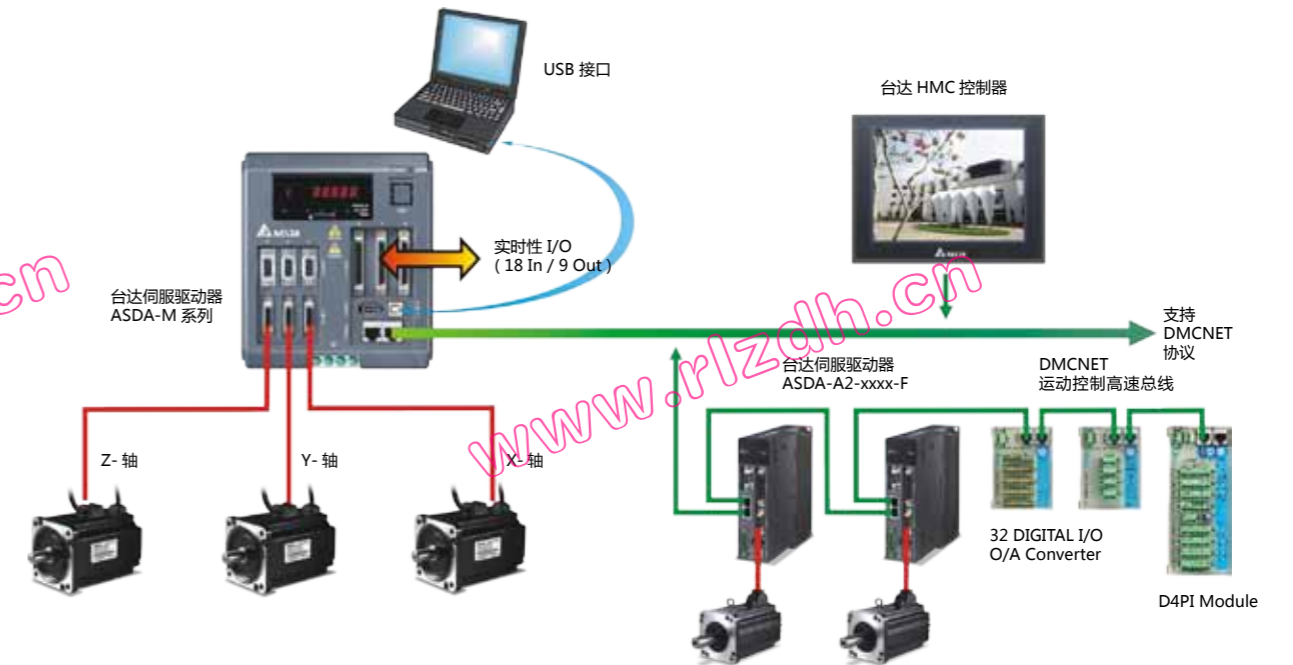 USB 接口
台达 HMC 控制器
实时性 I/O
( 18 In / 9 Out )
台达伺服驱动器
ASDA-M 系列
支持
DMCNET
协议
台达伺服驱动器
ASDA-A2-xxxx-F
DMCNET
运动控制高速总线
Z- 轴
Y- 轴
X- 轴
32 DIGITAL I/O
O/A Converter
D4PI Module
cn
www.rlzdh.cn